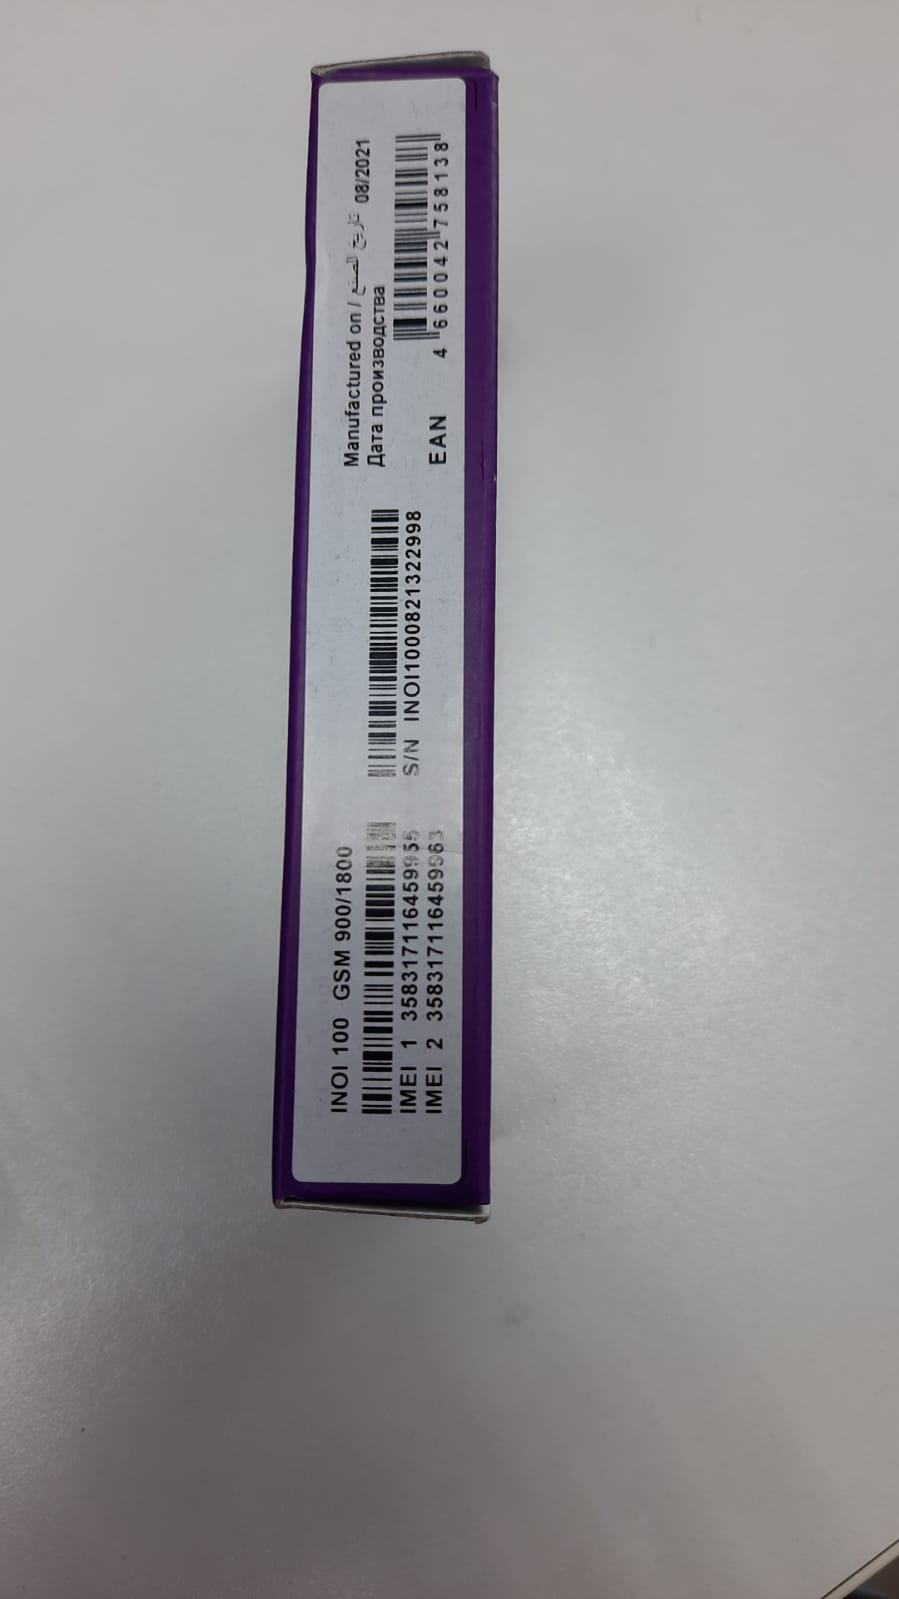 INOI 100 GSM 900/1800
IMEI 1 358317116459955
IMEI 2 358317116459963
S/N INOI1000821322998
Manufactured on / تاريخ الصنع 08/2021
Дата производства
EAN 4 660042 758138